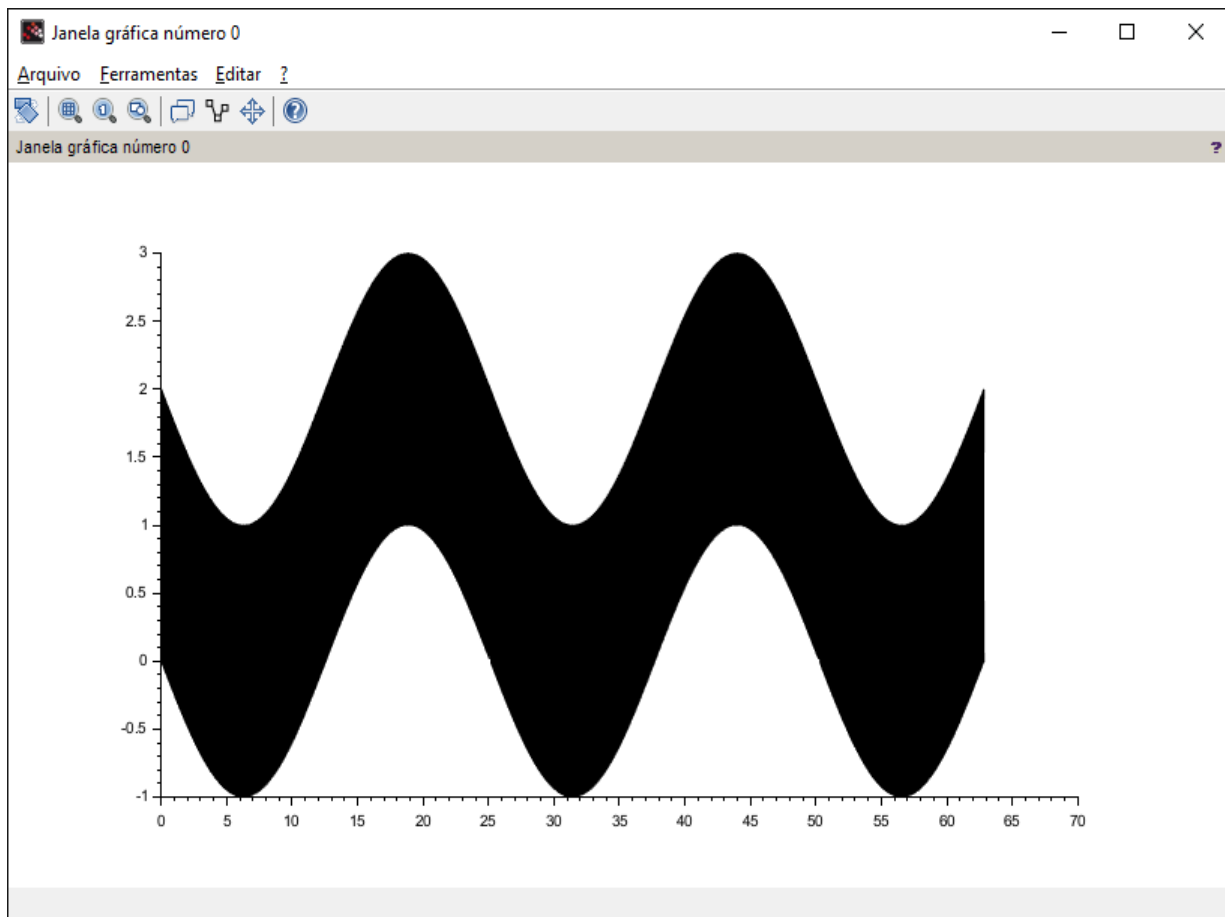 Janela gráfica número 0
Arquivo Ferramentas Editar ?
Janela gráfica número 0 ?
3
2.5
2
1.5
1
0.5
0
-0.5
-1
0 5 10 15 20 25 30 35 40 45 50 55 60 65 70